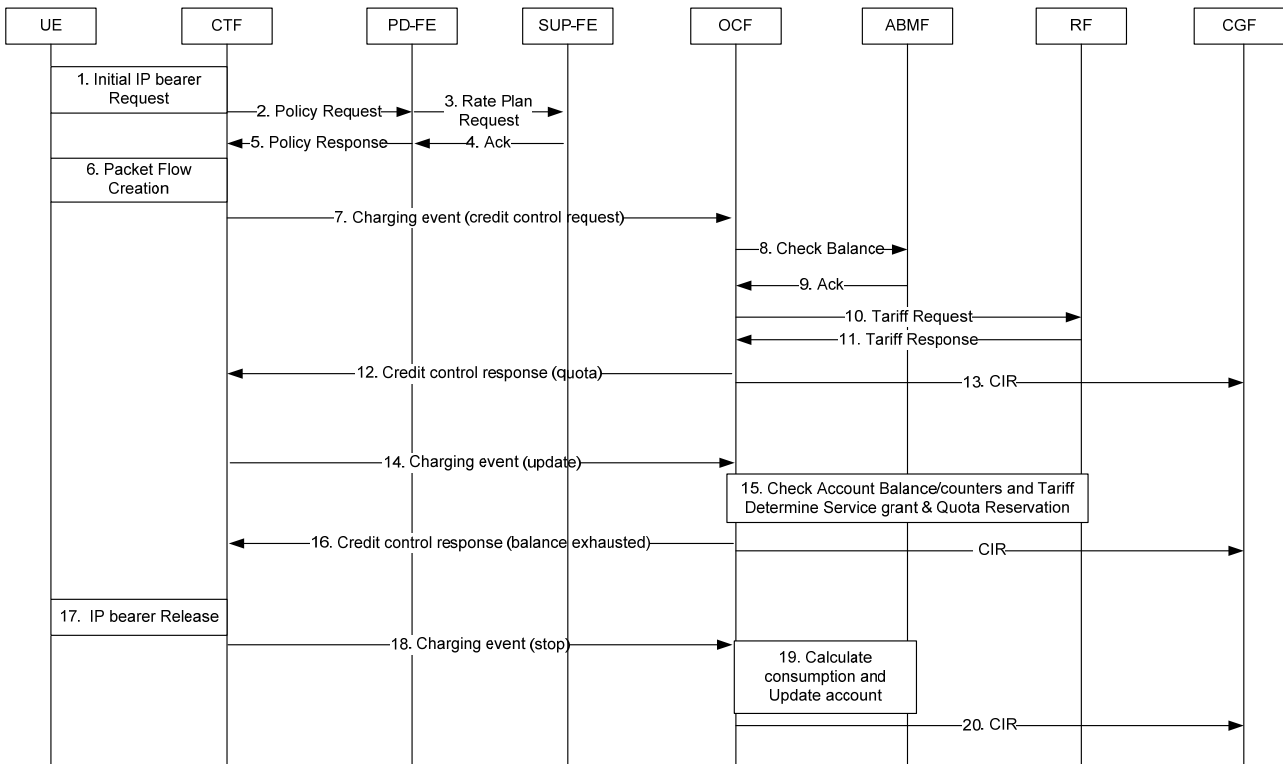 UE
CTF
PD-FE
SUP-FE
OCF
ABMF
RF
CGF
1. Initial IP bearer
Request
2. Policy Request
3. Rate Plan
Request
5. Policy Response
4. Ack
6. Packet Flow
Creation
7. Charging event (credit control request)
8. Check Balance
9. Ack
10. Tariff Request
11. Tariff Response
12. Credit control response (quota)
13. CIR
14. Charging event (update)
15. Check Account Balance/counters and Tariff
Determine Service grant & Quota Reservation
16. Credit control response (balance exhausted)
CIR
17. IP bearer Release
18. Charging event (stop)
19. Calculate
consumption and
Update account
20. CIR